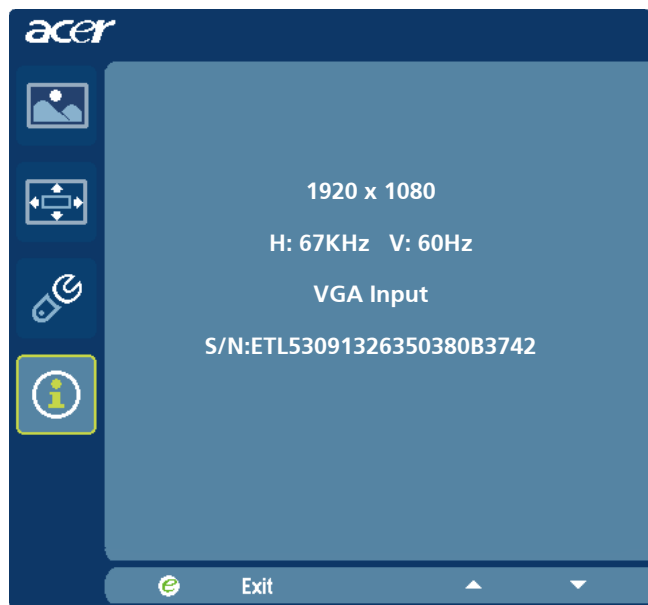 acer
1920 x 1080
H: 67KHz V: 60Hz
VGA Input
S/N:ETL53091326350380B3742
e Exit